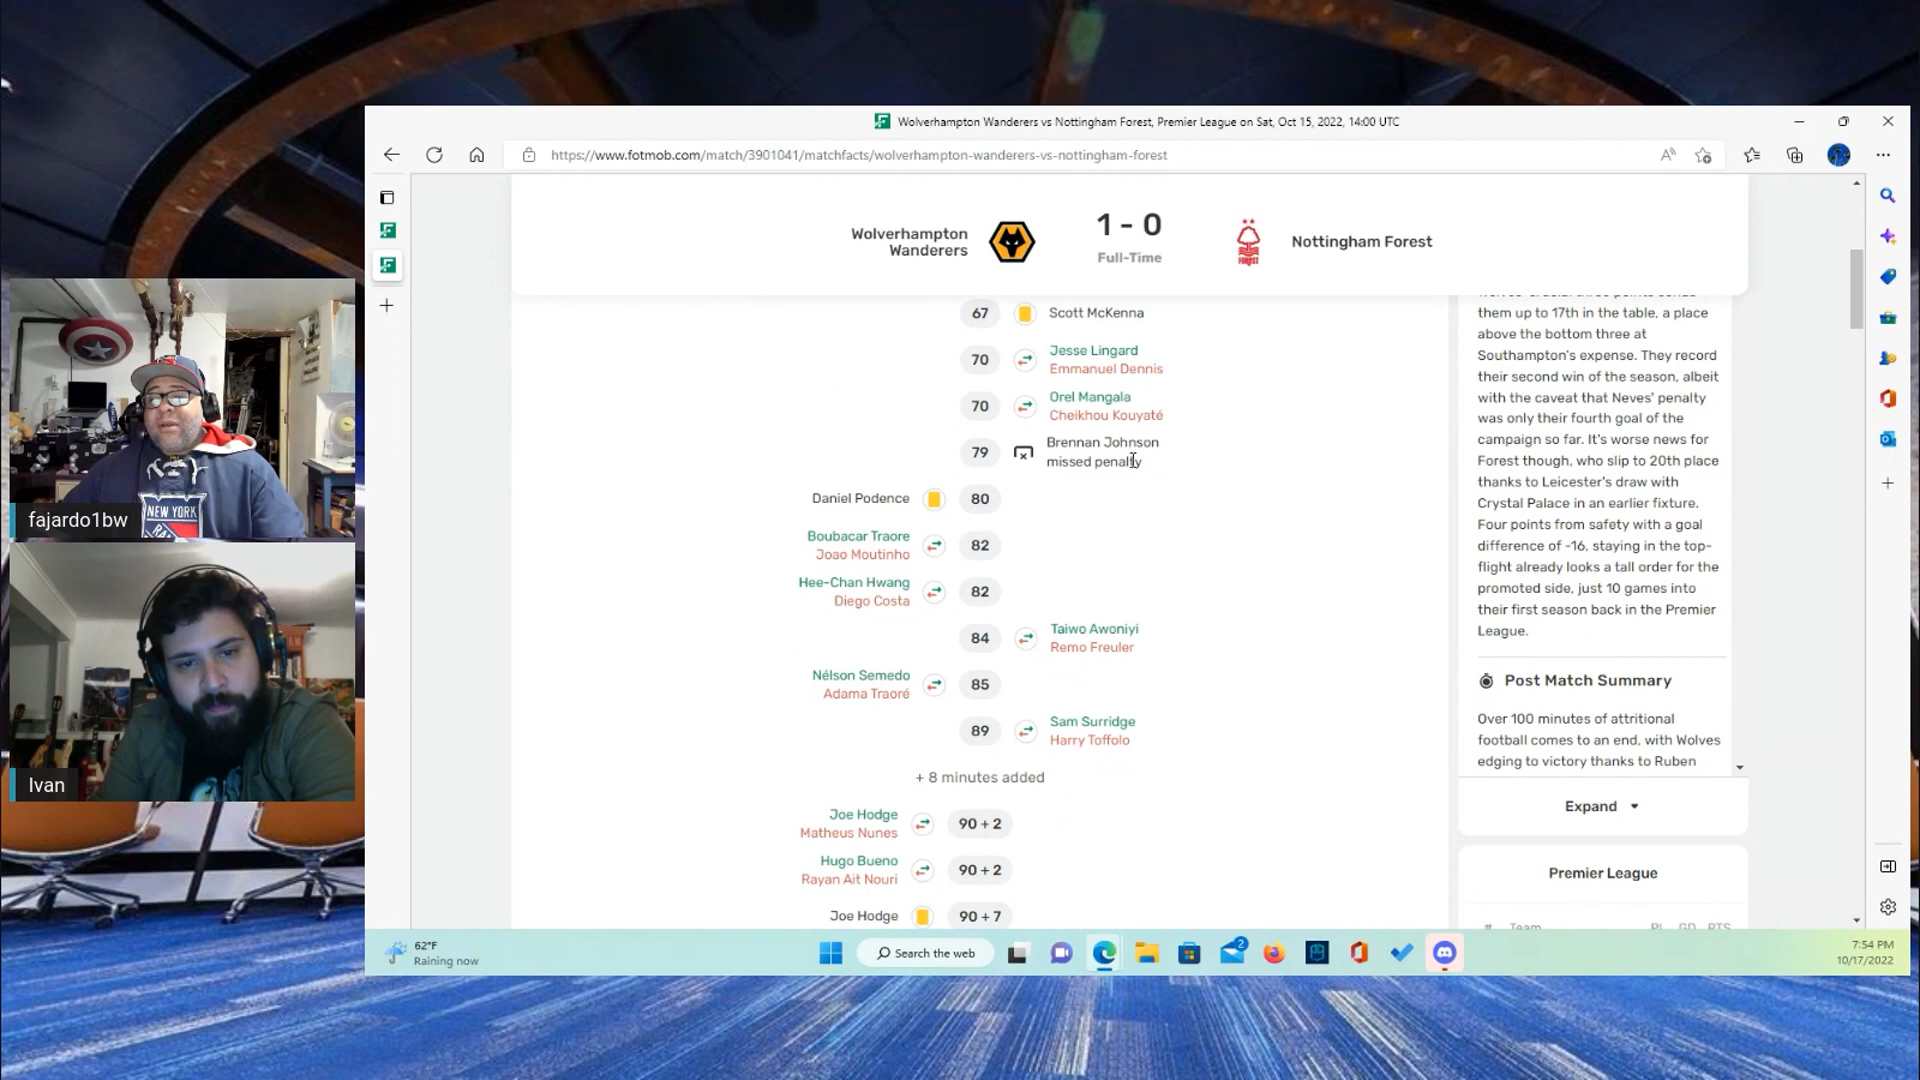 Wolverhampton Wanderers vs Nottingham Forest, Premier League on Sat, Oct 15, 2022, 14:00 UTC
https://www.fotmob.com/match/3901041/matchfacts/wolverhampton-wanderers-vs-nottingham-forest
Wolverhampton
Wanderers
1 - 0
Full-Time
FOREST
Nottingham Forest
67
Scott McKenna
70
Jesse Lingard
Emmanuel Dennis
70
Orel Mangala
Cheikhou Kouyaté
79
Brennan Johnson
missed penalty
Daniel Podence
80
Boubacar Traore
Joao Moutinho
82
Hee-Chan Hwang
Diego Costa
82
84
Taiwo Awoniyi
Remo Freuler
Nélson Semedo
Adama Traoré
85
89
Sam Surridge
Harry Toffolo
+ 8 minutes added
Joe Hodge
Matheus Nunes
90 + 2
Hugo Bueno
Rayan Ait Nouri
90 + 2
Joe Hodge
90 + 7
them up to 17th in the table, a place
above the bottom three at
Southampton's expense. They record
their second win of the season, albeit
with the caveat that Neves' penalty
was only their fourth goal of the
campaign so far. It's worse news for
Forest though, who slip to 20th place
thanks to Leicester's draw with
Crystal Palace in an earlier fixture.
Four points from safety with a goal
difference of -16, staying in the top-
flight already looks a tall order for the
promoted side, just 10 games into
their first season back in the Premier
League.
Post Match Summary
Over 100 minutes of attritional
football comes to an end, with Wolves
edging to victory thanks to Ruben
Expand
Premier League
# Team PL GD PTS
NEW YORK
fajardo1bw
Ivan
62°F
Raining now
Search the web
2
7:54 PM
10/17/2022